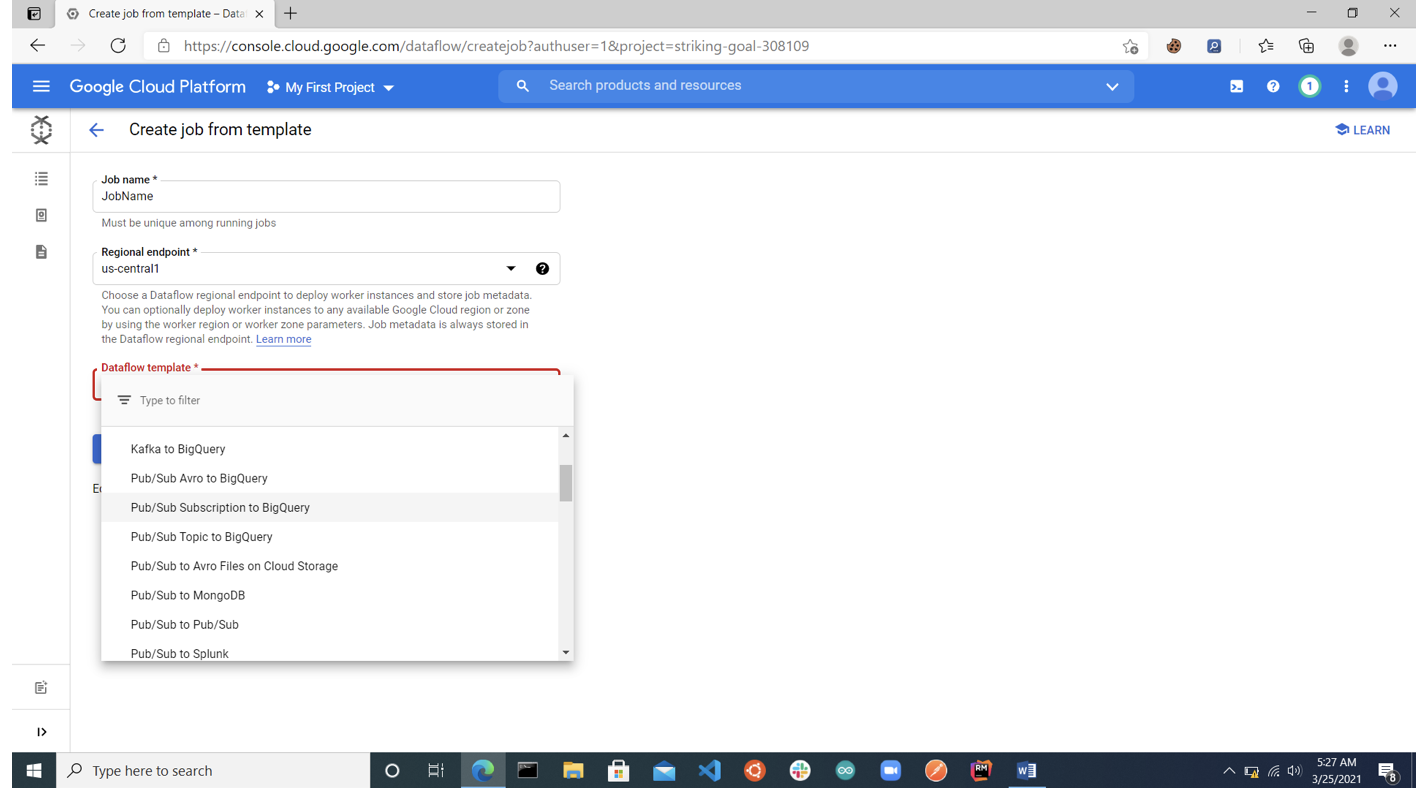 Create job from template – Data
https://console.cloud.google.com/dataflow/createjob?authuser=1&project=striking-goal-308109
Google Cloud Platform
My First Project
Search products and resources
1
Create job from template
LEARN
Job name *
JobName
Must be unique among running jobs
Regional endpoint *
us-central1
Choose a Dataflow regional endpoint to deploy worker instances and store job metadata.
You can optionally deploy worker instances to any available Google Cloud region or zone
by using the worker region or worker zone parameters. Job metadata is always stored in
the Dataflow regional endpoint. Learn more
Dataflow template *
Type to filter
Kafka to BigQuery
Pub/Sub Avro to BigQuery
Pub/Sub Subscription to BigQuery
Pub/Sub Topic to BigQuery
Pub/Sub to Avro Files on Cloud Storage
Pub/Sub to MongoDB
Pub/Sub to Pub/Sub
Pub/Sub to Splunk
Type here to search
RM
5:27 AM
3/25/2021
8